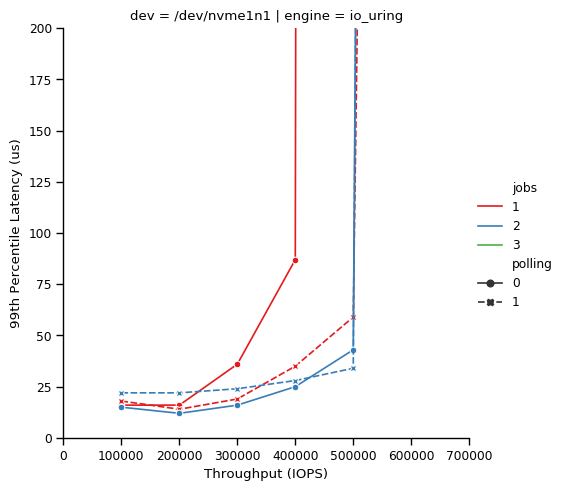 dev = /dev/nvme1n1 | engine = io_uring
200
175
150
125
100
75
50
25
0
99th Percentile Latency (us)
0 100000 200000 300000 400000 500000 600000 700000
Throughput (IOPS)
jobs
1
2
3
polling
0
1